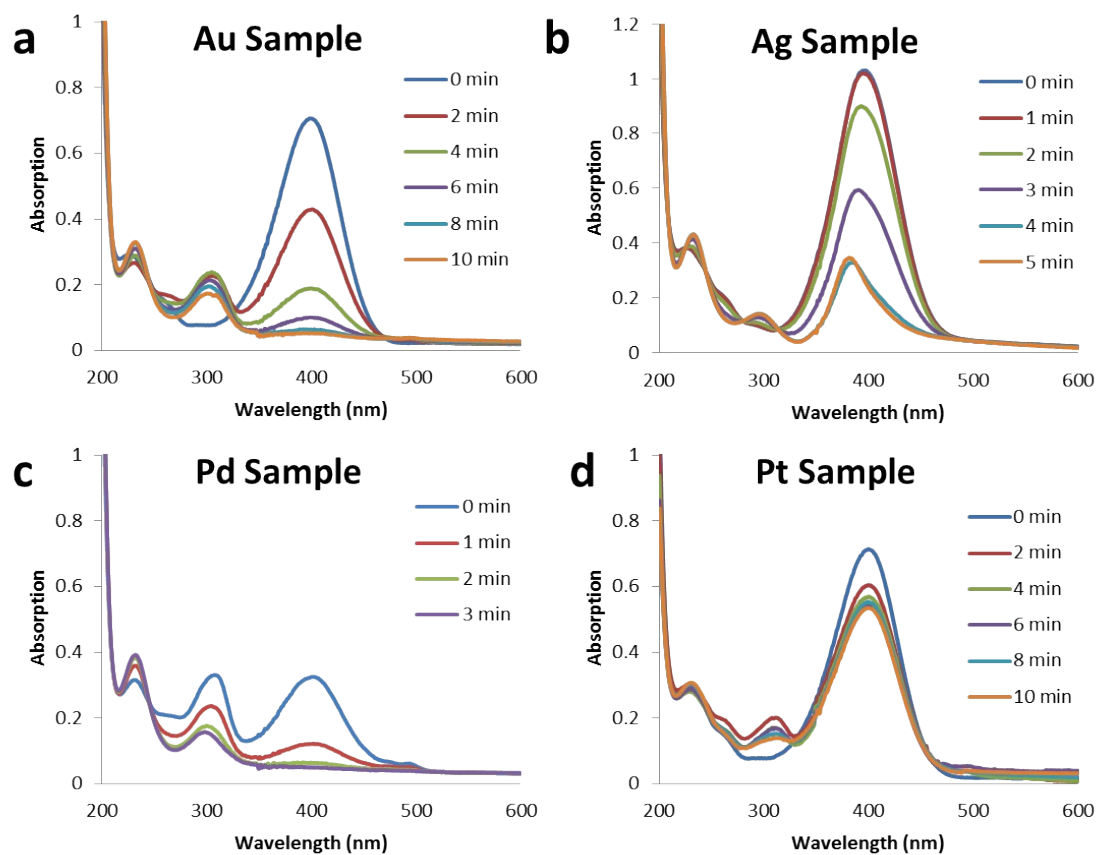 a
Au Sample
1
0.8
0.6
0.4
0.2
0
Absorption
200
300
400
500
600
Wavelength (nm)
0 min
2 min
4 min
6 min
8 min
10 min
b
Ag Sample
1.2
1
0.8
0.6
0.4
0.2
0
Absorption
200
300
400
500
600
Wavelength (nm)
0 min
1 min
2 min
3 min
4 min
5 min
c
Pd Sample
1
0.8
0.6
0.4
0.2
0
Absorption
200
300
400
500
600
Wavelength (nm)
0 min
1 min
2 min
3 min
d
Pt Sample
1
0.8
0.6
0.4
0.2
0
Absorption
200
300
400
500
600
Wavelength (nm)
0 min
2 min
4 min
6 min
8 min
10 min